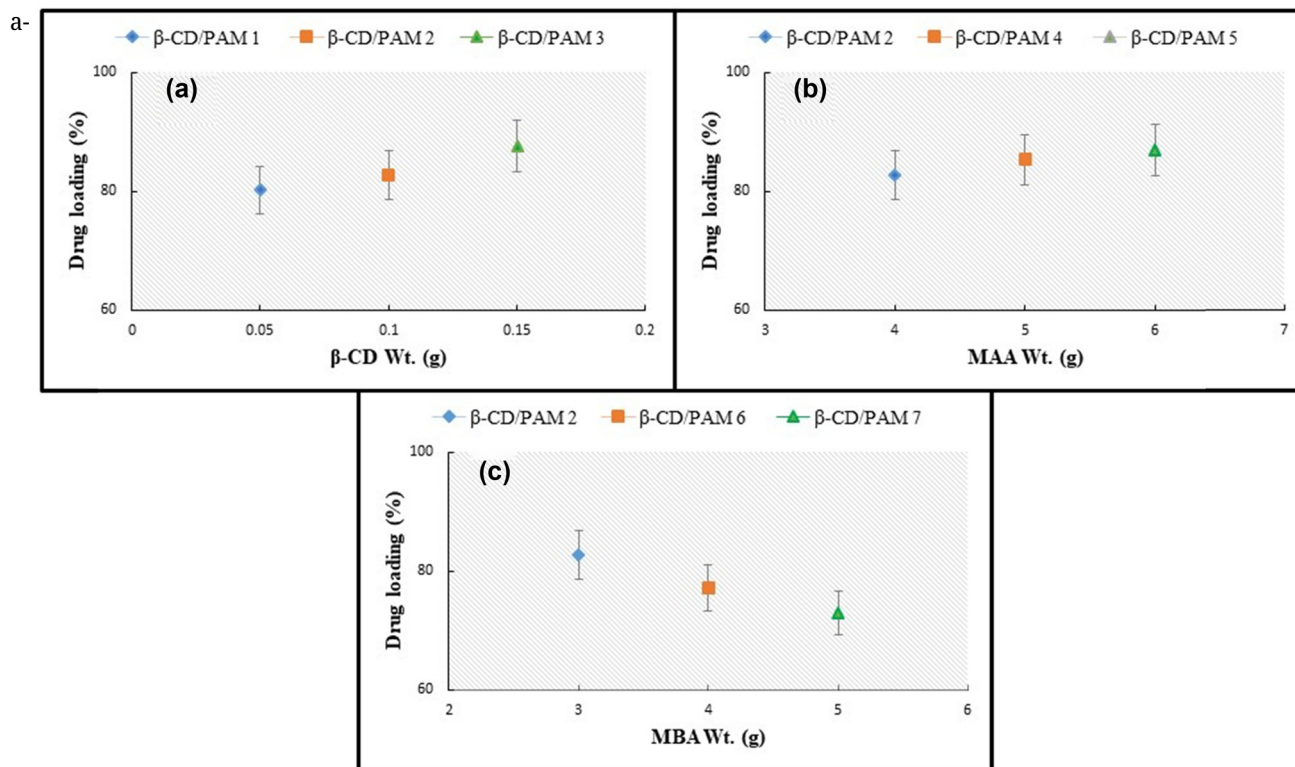 a-
β-CD/PAM 1 β-CD/PAM 2 β-CD/PAM 3
(a)
Drug loading (%)
100
80
60
0 0.05 0.1 0.15 0.2
β-CD Wt. (g)
β-CD/PAM 2 β-CD/PAM 4 β-CD/PAM 5
(b)
Drug loading (%)
100
80
60
3 4 5 6 7
MAA Wt. (g)
β-CD/PAM 2 β-CD/PAM 6 β-CD/PAM 7
(c)
Drug loading (%)
100
80
60
2 3 4 5 6
MBA Wt. (g)